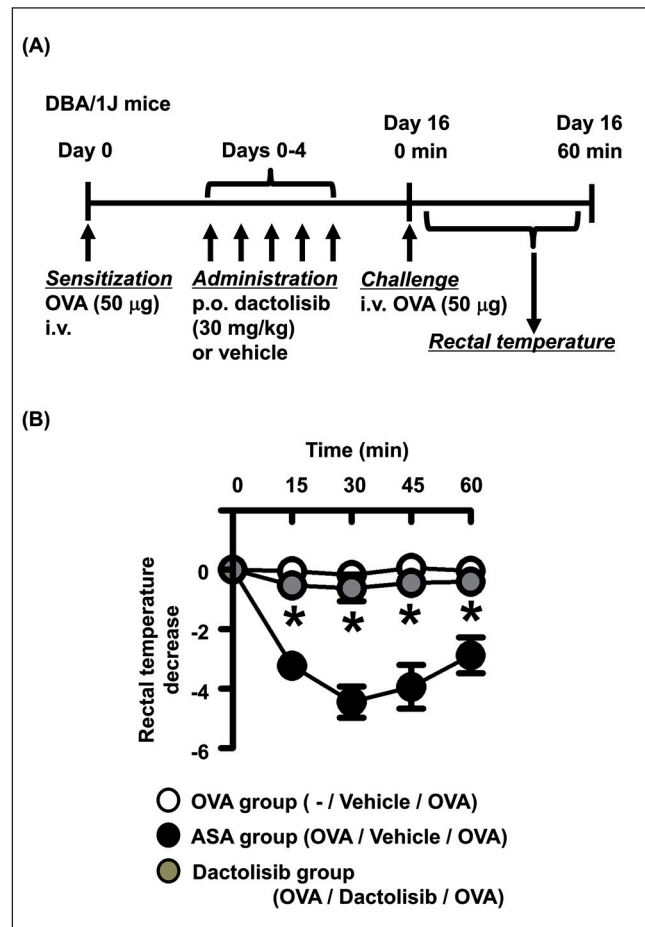 (A)
DBA/1J mice
Day 0
Days 0-4
Day 16
0 min
Day 16
60 min
Sensitization
OVA (50 μg)
i.v.
Administration
p.o. dactolisib
(30 mg/kg)
or vehicle
Challenge
i.v. OVA (50 μg)
Rectal temperature
(B)
Time (min)
0 15 30 45 60
Rectal temperature
decrease
0
-2
-4
-6
* * * *
OVA group ( - / Vehicle / OVA)
ASA group (OVA / Vehicle / OVA)
Dactolisib group
(OVA / Dactolisib / OVA)